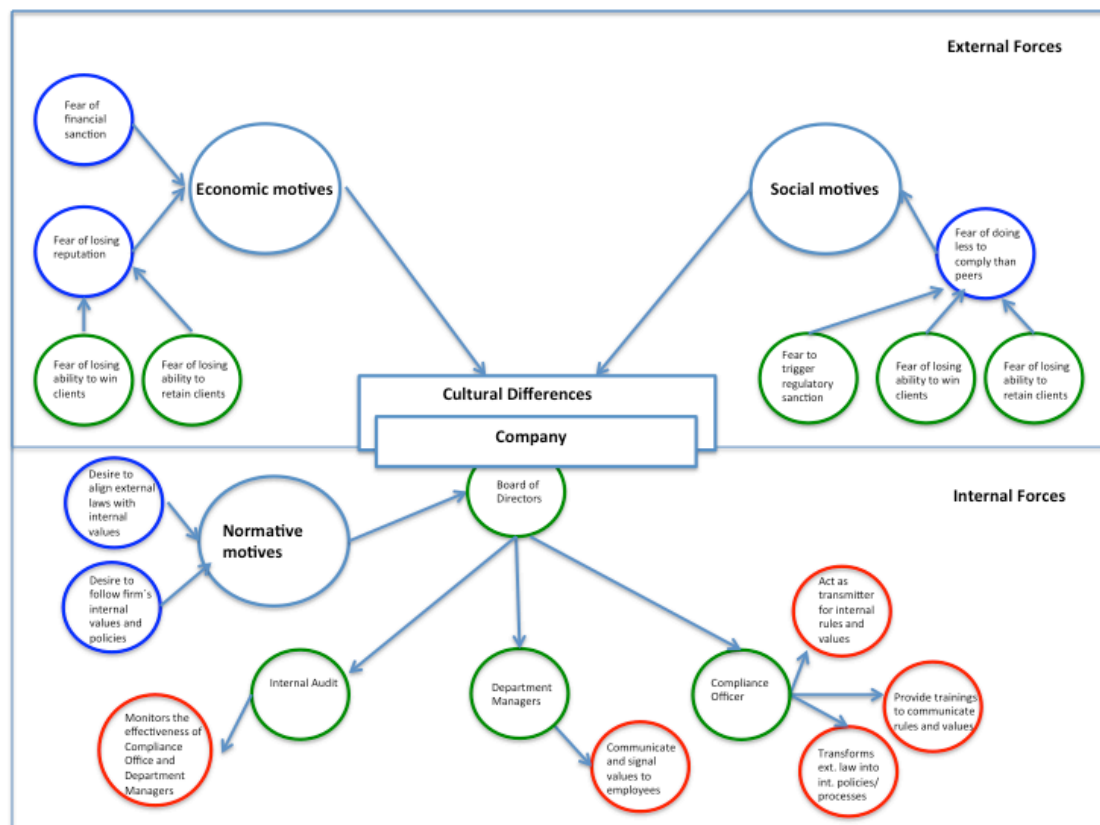 External Forces
Fear of
financial
sanction
Economic motives
Social motives
Fear of losing
reputation
Fear of doing
less to
comply than
peers
Fear of losing
ability to win
clients
Fear of losing
ability to
retain clients
Fear to
trigger
regulatory
sanction
Fear of losing
ability to win
clients
Fear of losing
ability to
retain clients
Cultural Differences
Company
Internal Forces
Board of
Directors
Desire to
align external
laws with
internal
values
Normative
motives
Desire to
follow firm´s
internal
values and
policies
Act as
transmitter
for internal
rules and
values
Internal Audit
Department
Managers
Compliance
Officer
Provide trainings
to communicate
rules and values
Monitors the
effectiveness of
Compliance
Office and
Department
Managers
Communicate
and signal
values to
employees
Transforms
ext. law into
int. policies/
processes